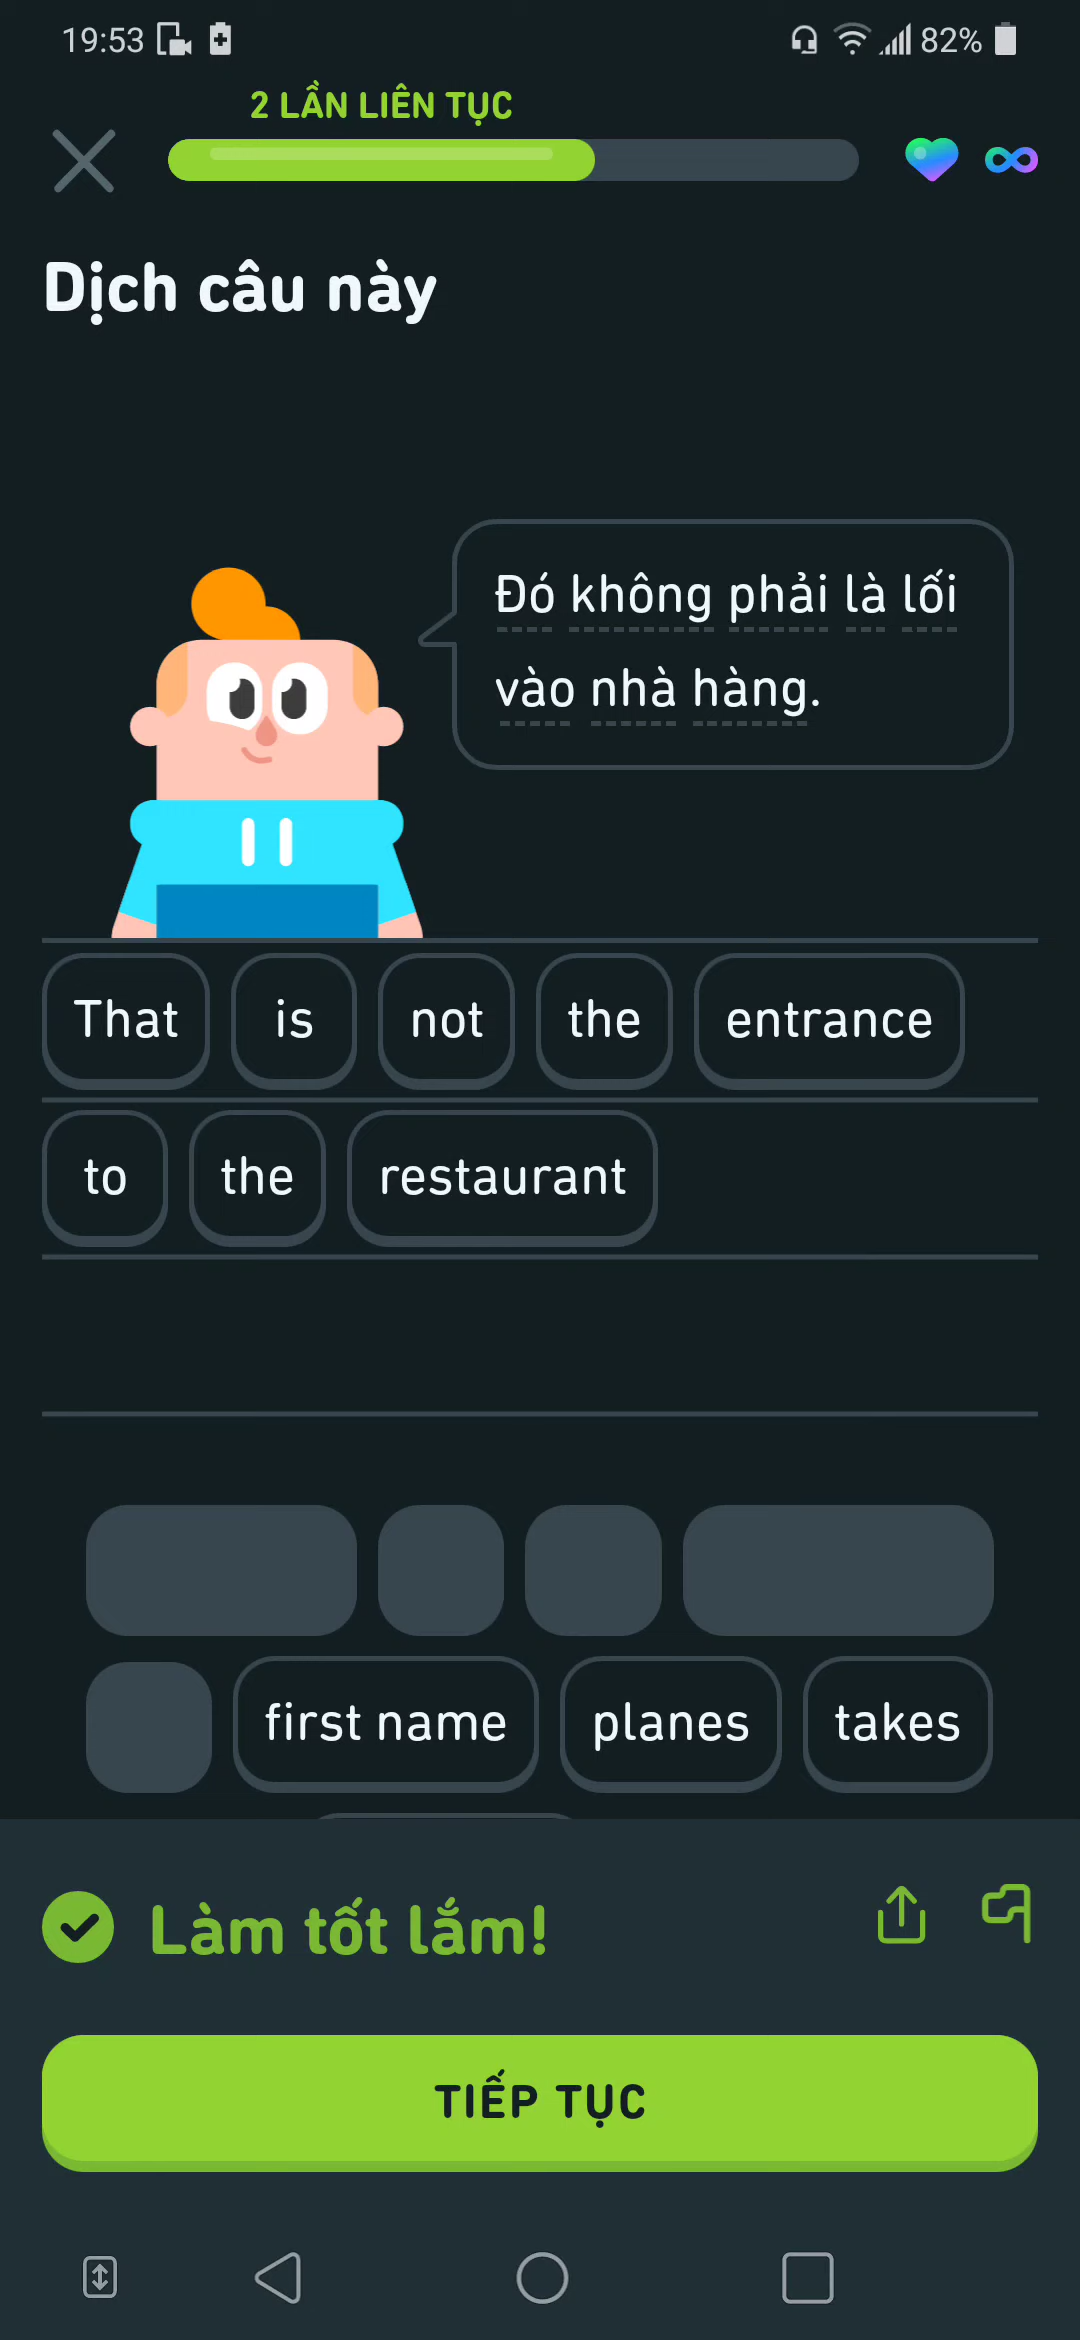 19:53
82%
2 LẦN LIÊN TỤC
Dịch câu này
Đó không phải là lối
vào nhà hàng.
That is not the entrance
to the restaurant
first name planes takes
Làm tốt lắm!
TIẾP TỤC